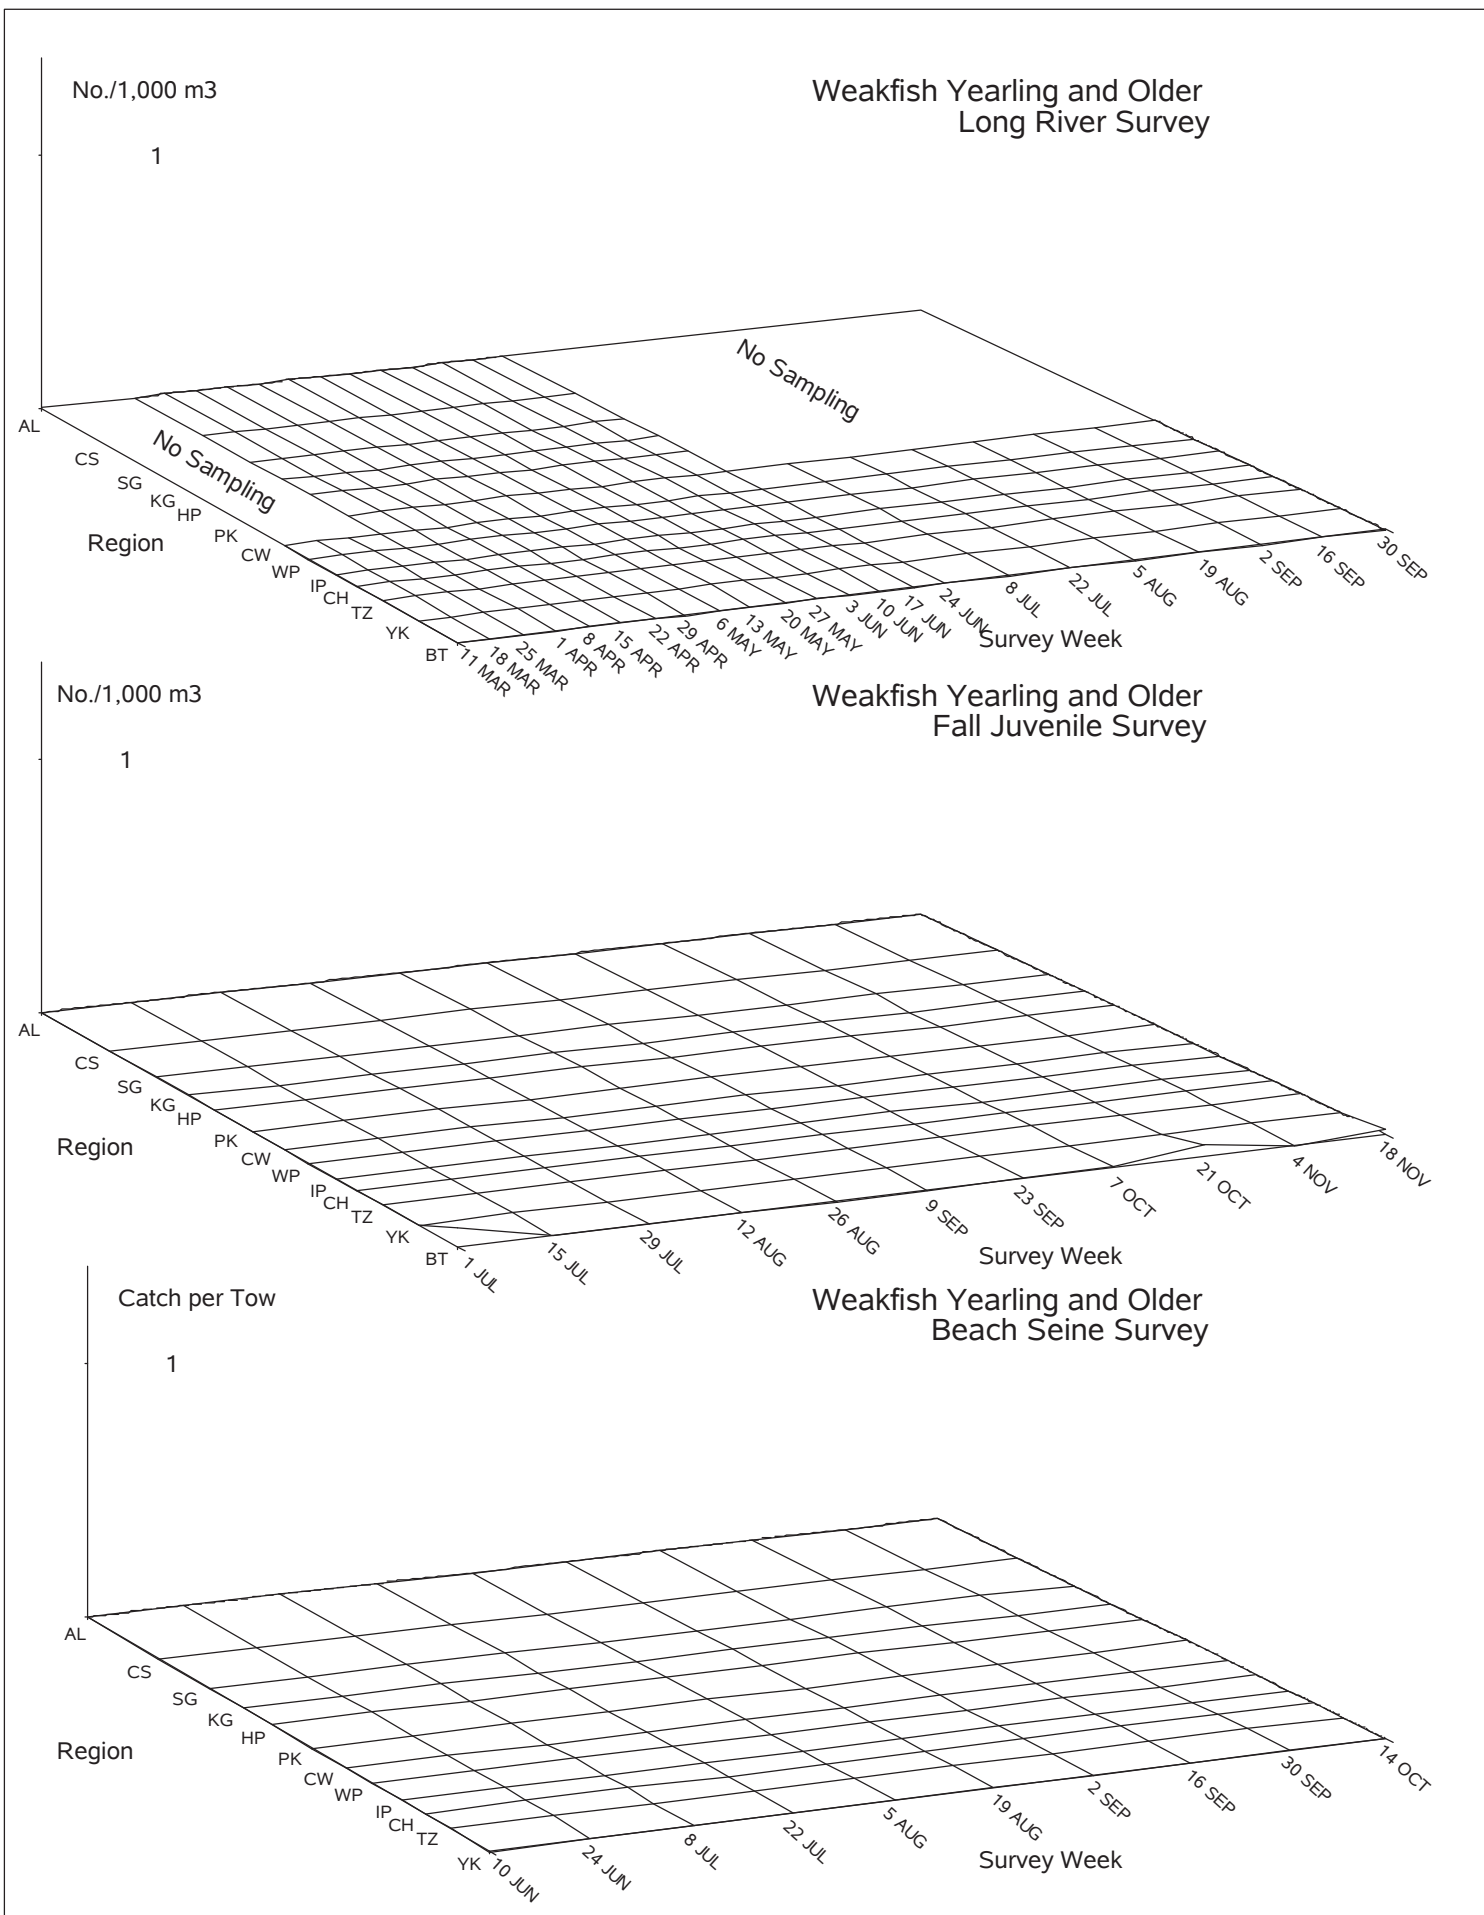 No./1,000 m3
Weakfish Yearling and Older
Long River Survey
1
No Sampling
No Sampling
AL
CS
SG
KG
HP
PK
CW
WP
IP
CH
TZ
YK
BT
Region
11 MAR
18 MAR
25 MAR
1 APR
8 APR
15 APR
22 APR
29 APR
6 MAY
13 MAY
20 MAY
27 MAY
3 JUN
10 JUN
17 JUN
24 JUN
8 JUL
22 JUL
5 AUG
19 AUG
2 SEP
16 SEP
30 SEP
Survey Week
No./1,000 m3
Weakfish Yearling and Older
Fall Juvenile Survey
1
AL
CS
SG
KG
HP
PK
CW
WP
IP
CH
TZ
YK
BT
Region
1 JUL
15 JUL
29 JUL
12 AUG
26 AUG
9 SEP
23 SEP
7 OCT
21 OCT
4 NOV
18 NOV
Survey Week
Catch per Tow
Weakfish Yearling and Older
Beach Seine Survey
1
AL
CS
SG
KG
HP
PK
CW
WP
IP
CH
TZ
YK
Region
10 JUN
24 JUN
8 JUL
22 JUL
5 AUG
19 AUG
2 SEP
16 SEP
30 SEP
14 OCT
Survey Week